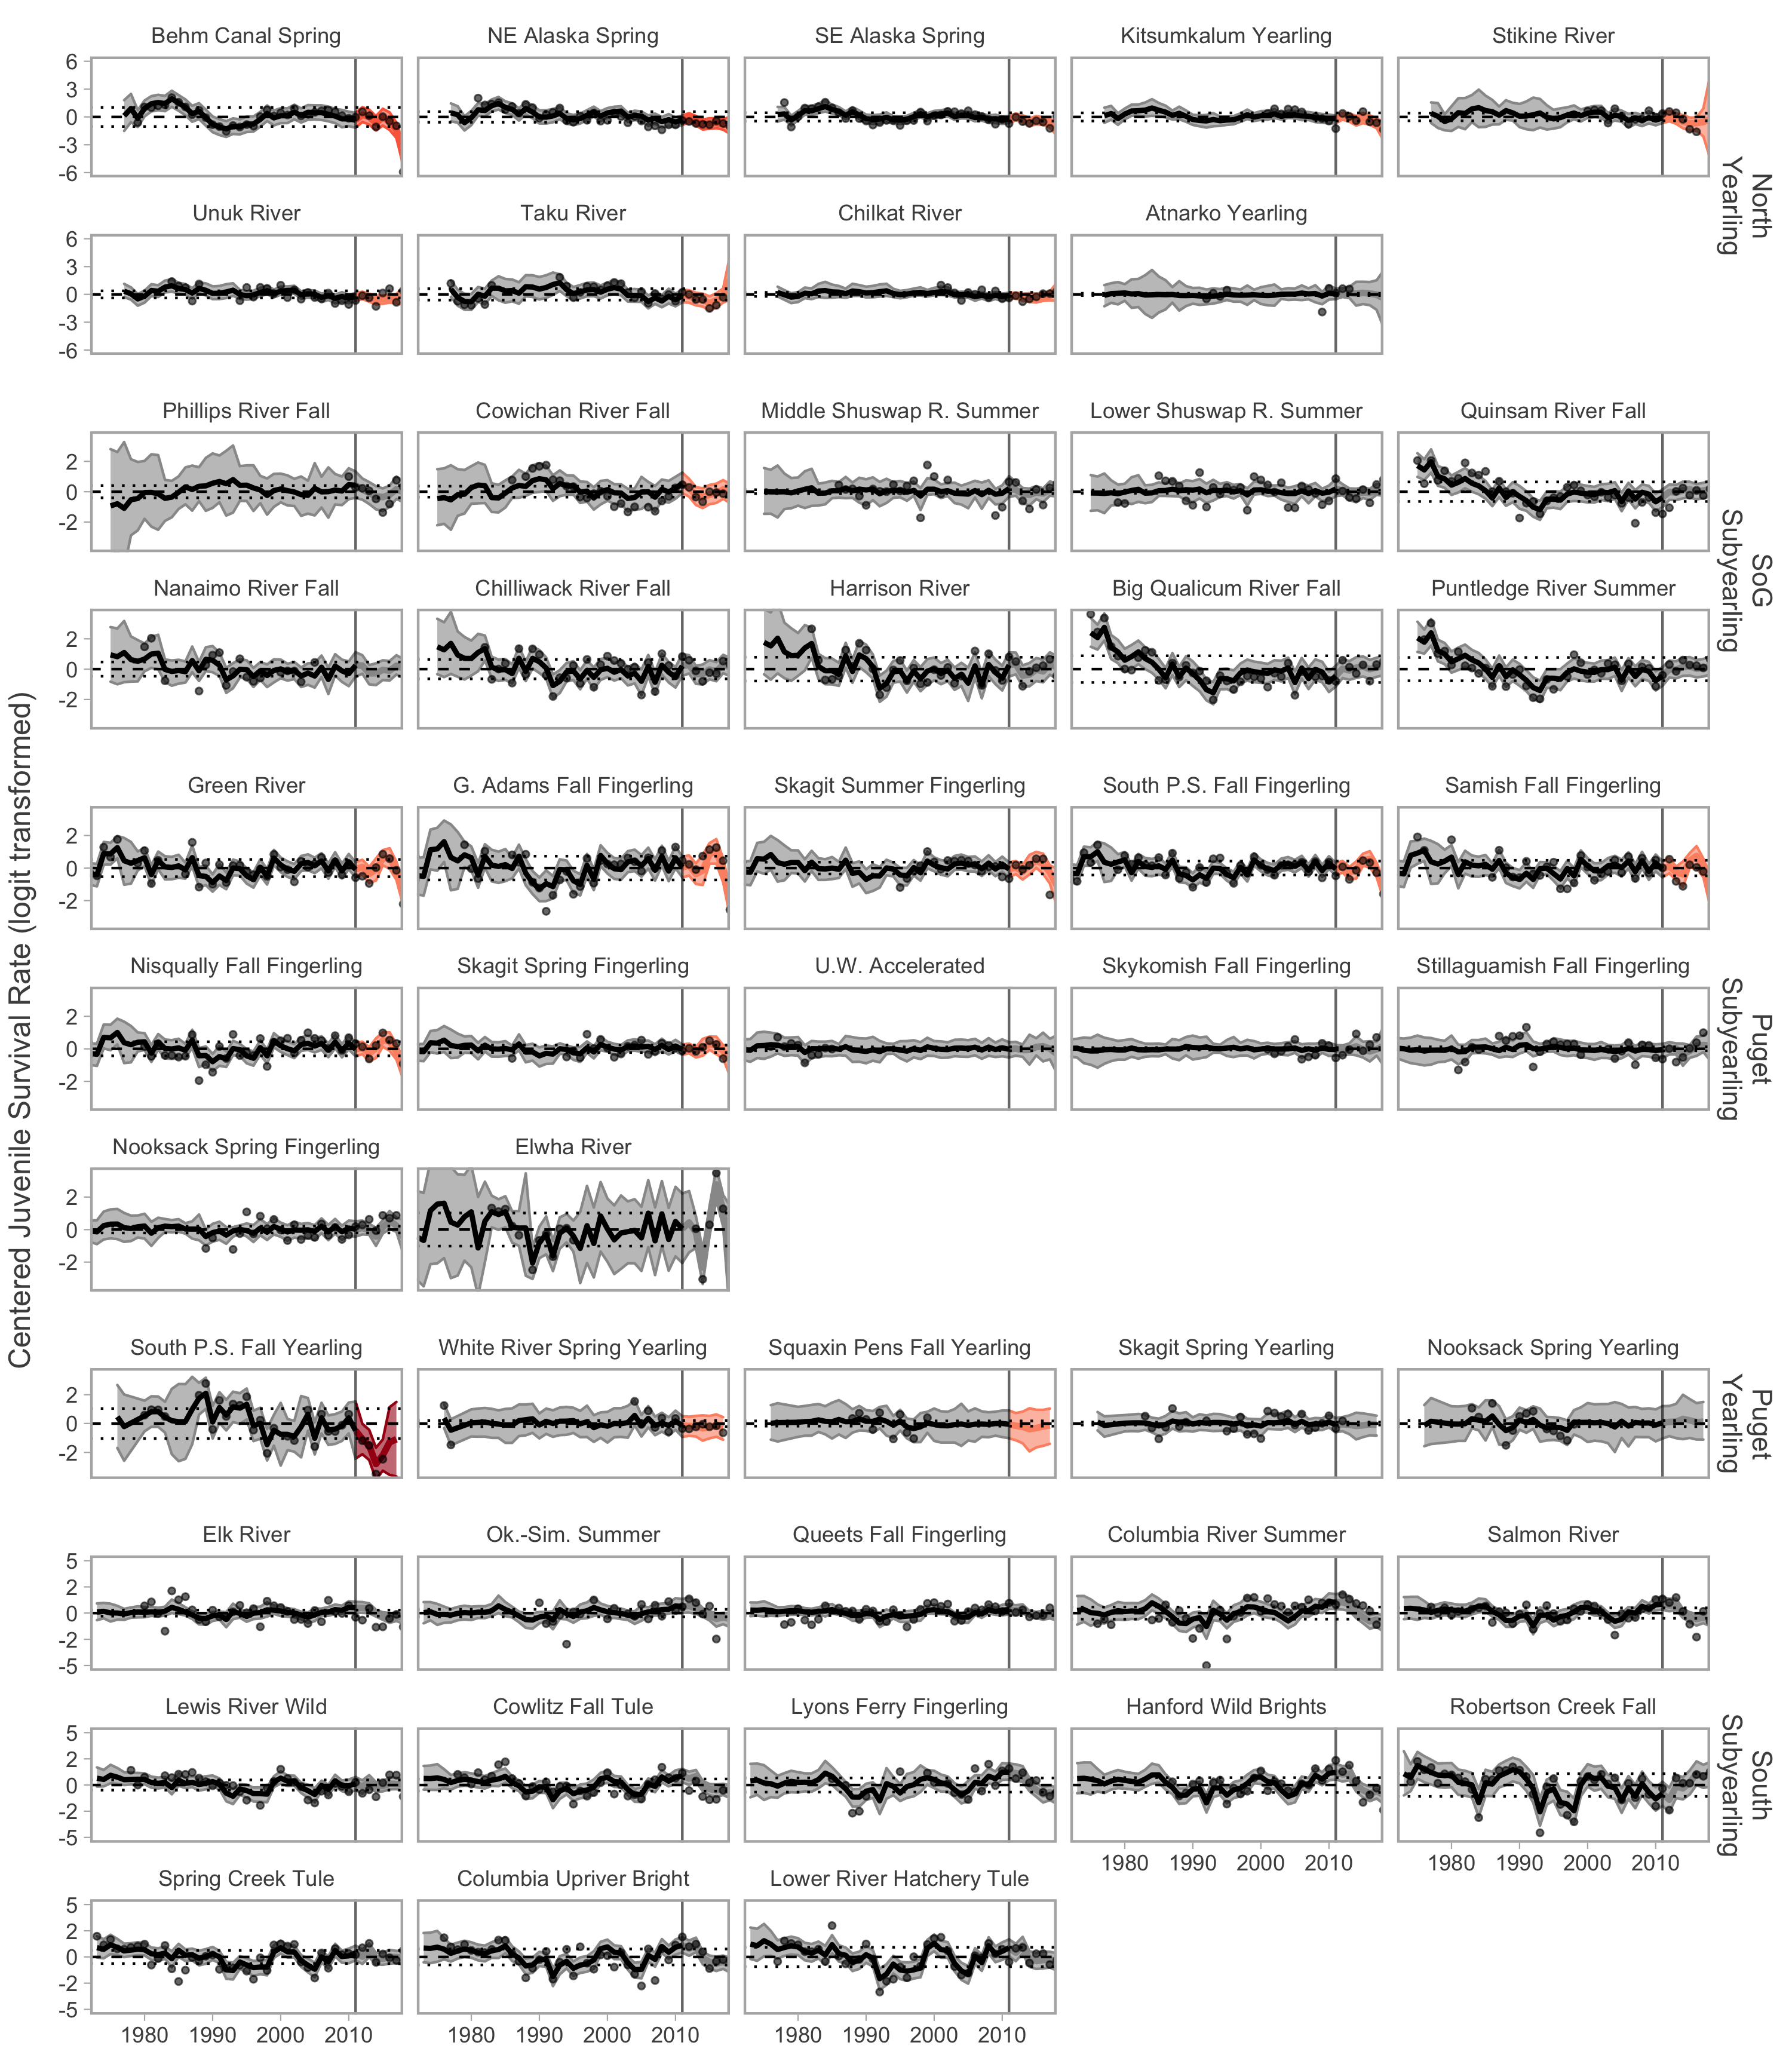 Behm Canal Spring NE Alaska Spring SE Alaska Spring Kitsumkalum Yearling Stikine River
6
3
0
-3
-6
North
Yearling
Unuk River Taku River Chilkat River Atnarko Yearling
6
3
0
-3
-6
Phillips River Fall Cowichan River Fall Middle Shuswap R. Summer Lower Shuswap R. Summer Quinsam River Fall
2
0
-2
SoG
Subyearling
Nanaimo River Fall Chilliwack River Fall Harrison River Big Qualicum River Fall Puntledge River Summer
2
0
-2
Centered Juvenile Survival Rate (logit transformed)
Green River G. Adams Fall Fingerling Skagit Summer Fingerling South P.S. Fall Fingerling Samish Fall Fingerling
2
0
-2
Nisqually Fall Fingerling Skagit Spring Fingerling U.W. Accelerated Skykomish Fall Fingerling Stillaguamish Fall Fingerling
2
0
-2
Puget
Subyearling
Nooksack Spring Fingerling Elwha River
2
0
-2
South P.S. Fall Yearling White River Spring Yearling Squaxin Pens Fall Yearling Skagit Spring Yearling Nooksack Spring Yearling
2
0
-2
Puget
Yearling
Elk River Ok.-Sim. Summer Queets Fall Fingerling Columbia River Summer Salmon River
5
2
0
-2
-5
Lewis River Wild Cowlitz Fall Tule Lyons Ferry Fingerling Hanford Wild Brights Robertson Creek Fall
5
2
0
-2
-5
South
Subyearling
1980 1990 2000 2010 1980 1990 2000 2010
Spring Creek Tule Columbia Upriver Bright Lower River Hatchery Tule
5
2
0
-2
-5
1980 1990 2000 2010 1980 1990 2000 2010 1980 1990 2000 2010